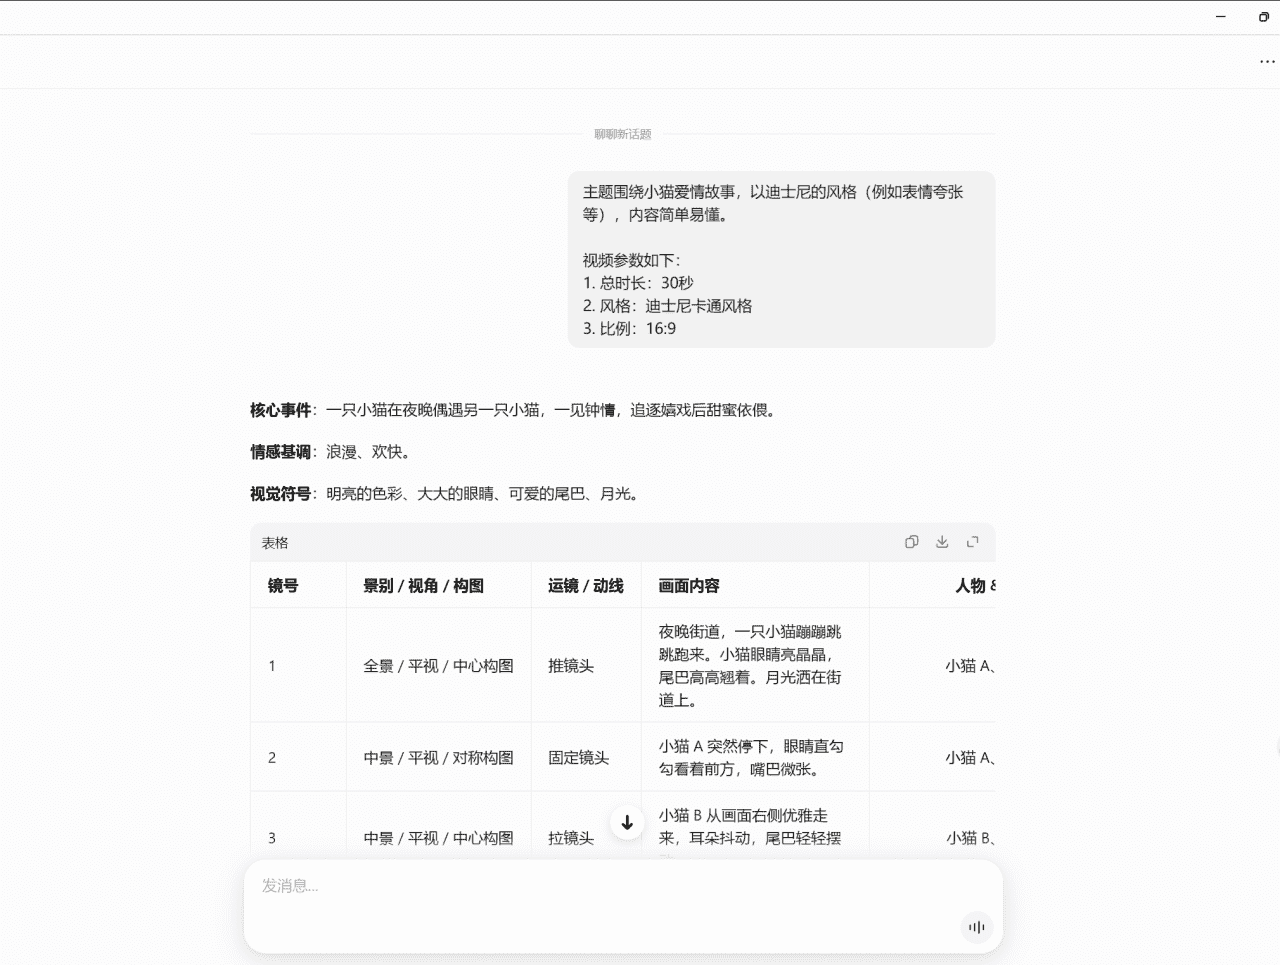 聊聊新话题
主题围绕小猫爱情故事，以迪士尼的风格（例如表情夸张
等），内容简单易懂。
视频参数如下：
1. 总时长：30秒
2. 风格：迪士尼卡通风格
3. 比例：16:9
核心事件：一只小猫在夜晚偶遇另一只小猫，一见钟情，追逐嬉戏后甜蜜依偎。
情感基调：浪漫、欢快。
视觉符号：明亮的色彩、大大的眼睛、可爱的尾巴、月光。
表格
镜号 景别 / 视角 / 构图 运镜 / 动线 画面内容 人物 &
1 全景 / 平视 / 中心构图 推镜头 夜晚街道，一只小猫蹦蹦跳
跳跑来。小猫眼睛亮晶晶，
尾巴高高翘着。月光洒在街
道上。
小猫 A、
2 中景 / 平视 / 对称构图 固定镜头 小猫 A 突然停下，眼睛直勾
勾看着前方，嘴巴微张。
小猫 A、
3 中景 / 平视 / 中心构图 拉镜头 小猫 B 从画面右侧优雅走
来，耳朵抖动，尾巴轻轻摆
小猫 B、
发消息...